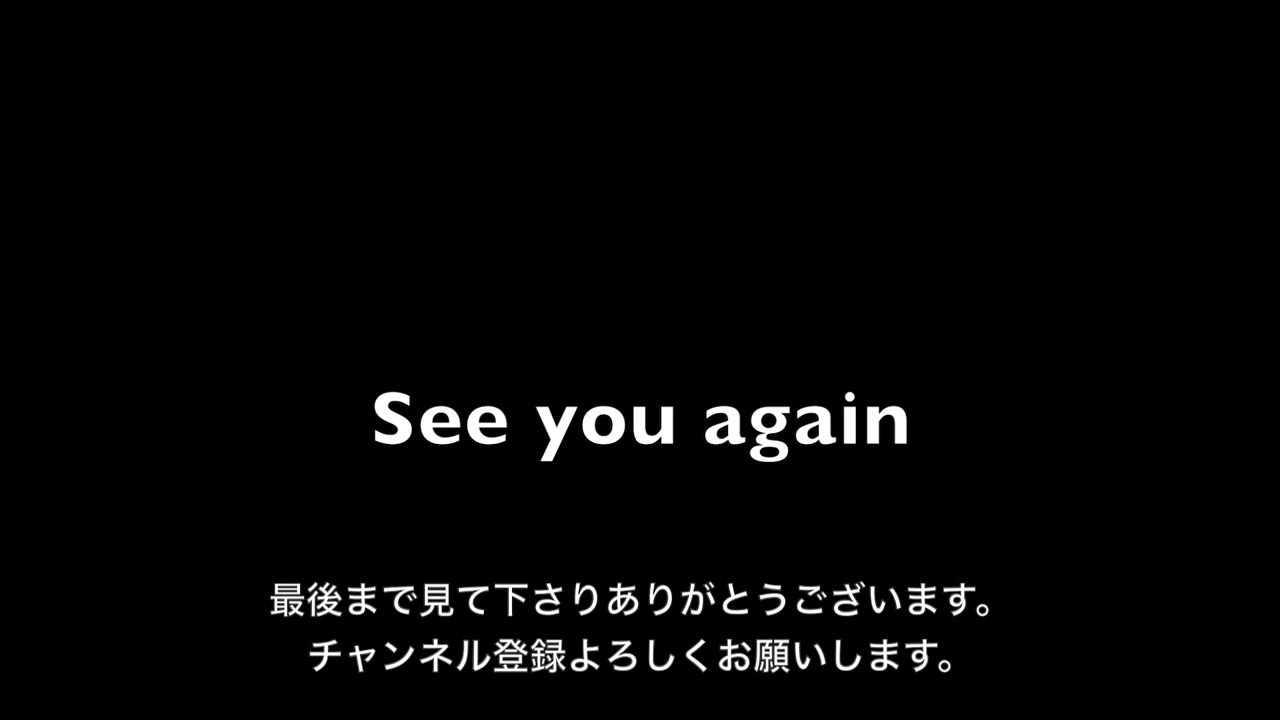 See you again
最後まで見て下さりありがとうございます。
チャンネル登録よろしくお願いします。